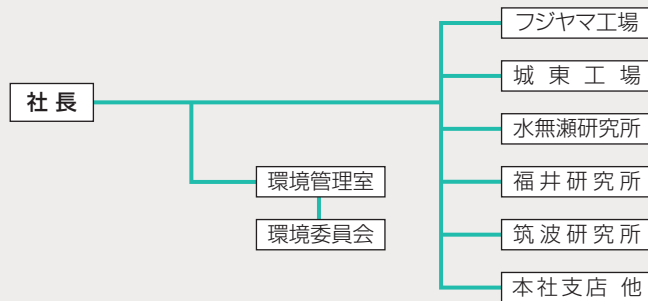 社長
環境管理室
環境委員会
フジヤマ工場
城東工場
水無瀬研究所
福井研究所
筑波研究所
本社支店 他